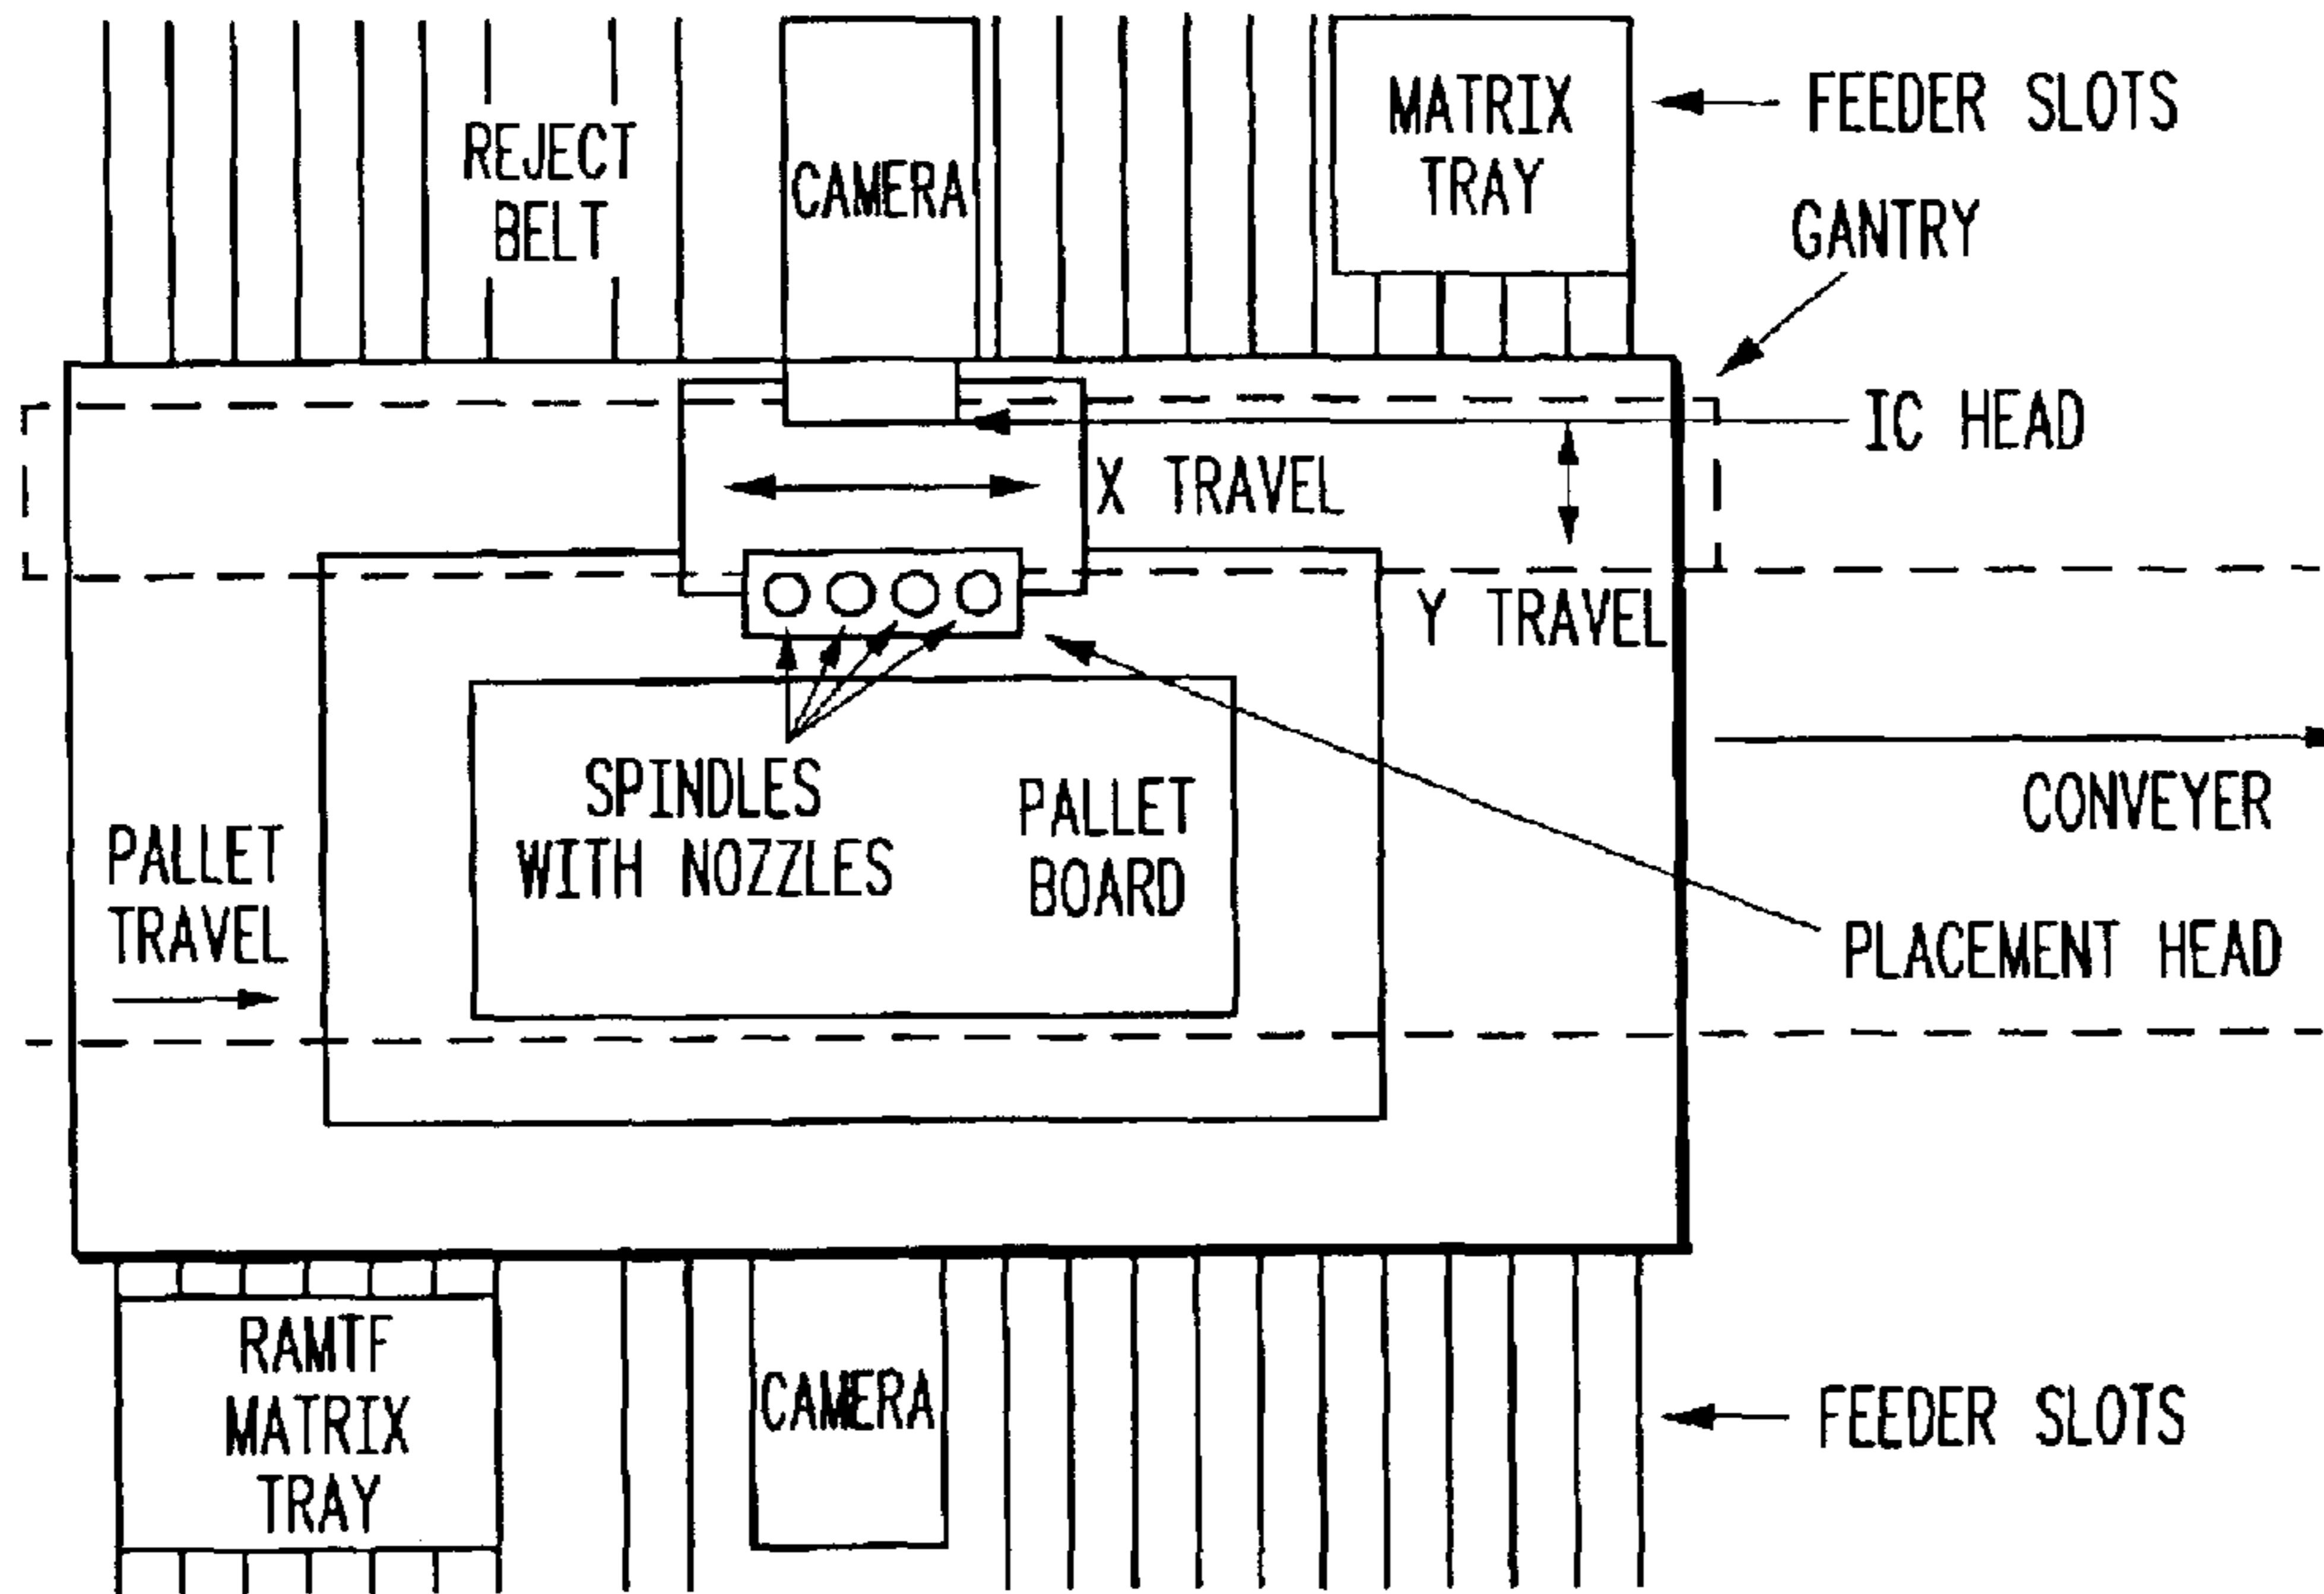 REJECT
BELT
CAMERA
MATRIX
TRAY
FEEDER SLOTS
GANTRY
IC HEAD
X TRAVEL
Y TRAVEL
SPINDLES
WITH NOZZLES
PALLET
BOARD
CONVEYER
PALLET
TRAVEL
PLACEMENT HEAD
RAMTF
MATRIX
TRAY
CAMERA
FEEDER SLOTS